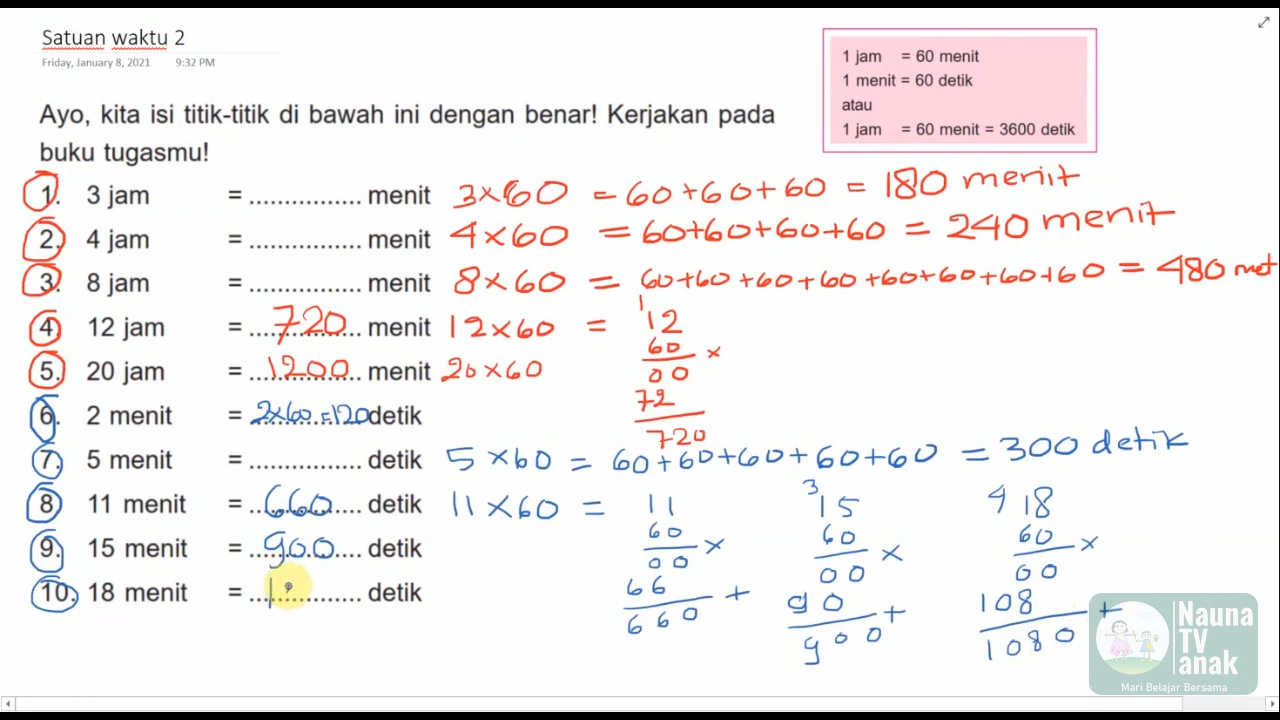 Satuan waktu 2
Friday, January 8, 2021 9:32 PM
1 jam = 60 menit
1 menit = 60 detik
atau
1 jam = 60 menit = 3600 detik
Ayo, kita isi titik-titik di bawah ini dengan benar! Kerjakan pada
buku tugasmu!
1. 3 jam = ................ menit 3×60 = 60+60+60 = 180 menit
2. 4 jam = ................ menit 4×60 = 60+60+60+60 = 240 menit
3. 8 jam = ................ menit 8×60 = 60+60+60+60+60+60+60+60 = 480 met
4. 12 jam = 720 menit 12×60 =
1
12
60 ×
00
72
720
5. 20 jam = 1200 menit 20×60
6. 2 menit = 2×60=120 detik
7. 5 menit = ................ detik 5×60 = 60+60+60+60+60 = 300 detik
8. 11 menit = 660 detik 11×60 =
11
60 ×
00
66 +
660
9. 15 menit = 900 detik
3
15
60 ×
00
90 +
900
10. 18 menit = 1 detik
4 18
60 ×
00
108 +
1080
Nauna
TV
anak
Mari Belajar Bersama